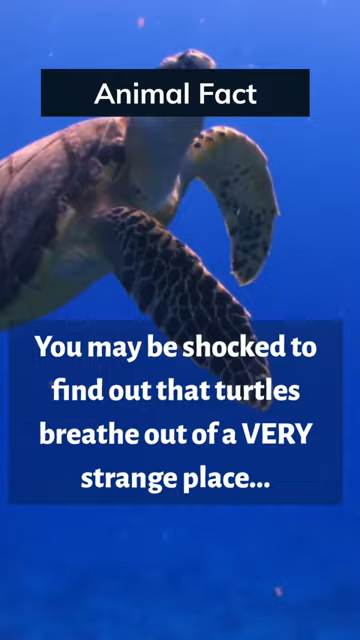 Animal Fact
You may be shocked to
find out that turtles
breathe out of a VERY
strange place...